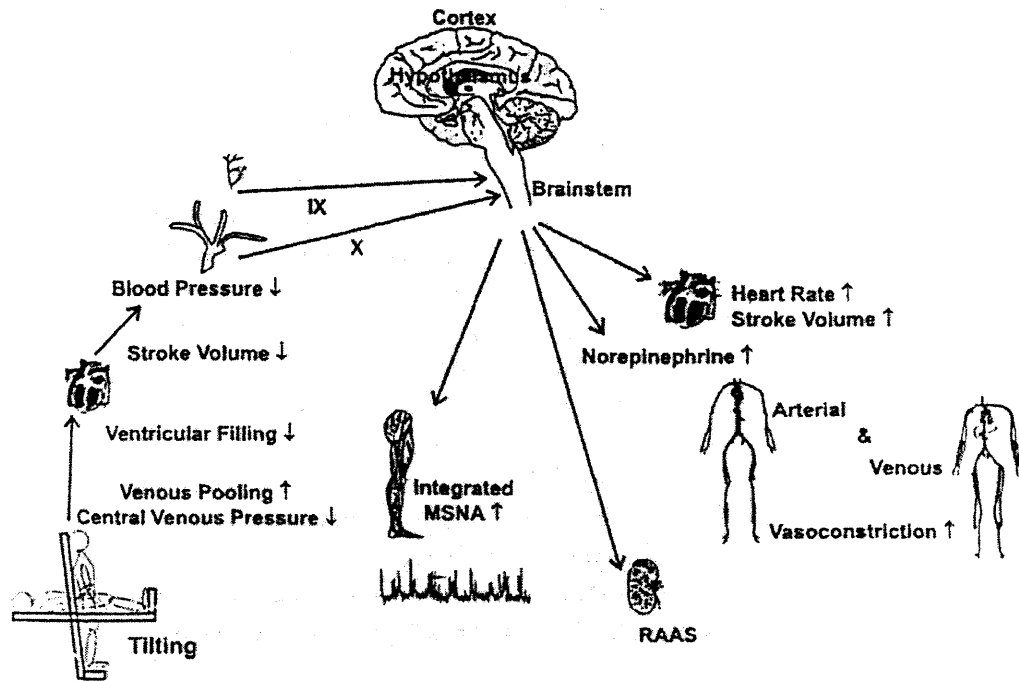 Cortex
Hypothalamus
Brainstem
IX
X
Blood Pressure ↓
Stroke Volume ↓
Ventricular Filling ↓
Venous Pooling ↑
Central Venous Pressure ↓
Tilting
Integrated
MSNA ↑
RAAS
Norepinephrine ↑
Heart Rate ↑
Stroke Volume ↑
Arterial
&
Venous
Vasoconstriction ↑